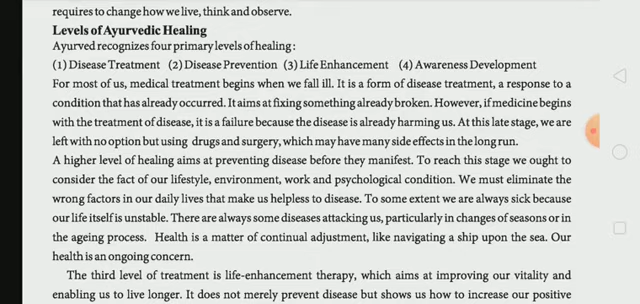 requires to change how we live, think and observe.
Levels of Ayurvedic Healing
Ayurved recognizes four primary levels of healing :
(1) Disease Treatment (2) Disease Prevention (3) Life Enhancement (4) Awareness Development
For most of us, medical treatment begins when we fall ill. It is a form of disease treatment, a response to a
condition that has already occurred. It aims at fixing something already broken. However, if medicine begins
with the treatment of disease, it is a failure because the disease is already harming us. At this late stage, we are
left with no option but using drugs and surgery, which may have many side effects in the long run.
A higher level of healing aims at preventing disease before they manifest. To reach this stage we ought to
consider the fact of our lifestyle, environment, work and psychological condition. We must eliminate the
wrong factors in our daily lives that make us helpless to disease. To some extent we are always sick because
our life itself is unstable. There are always some diseases attacking us, particularly in changes of seasons or in
the ageing process. Health is a matter of continual adjustment, like navigating a ship upon the sea. Our
health is an ongoing concern.
The third level of treatment is life-enhancement therapy, which aims at improving our vitality and
enabling us to live longer. It does not merely prevent disease but shows us how to increase our positive